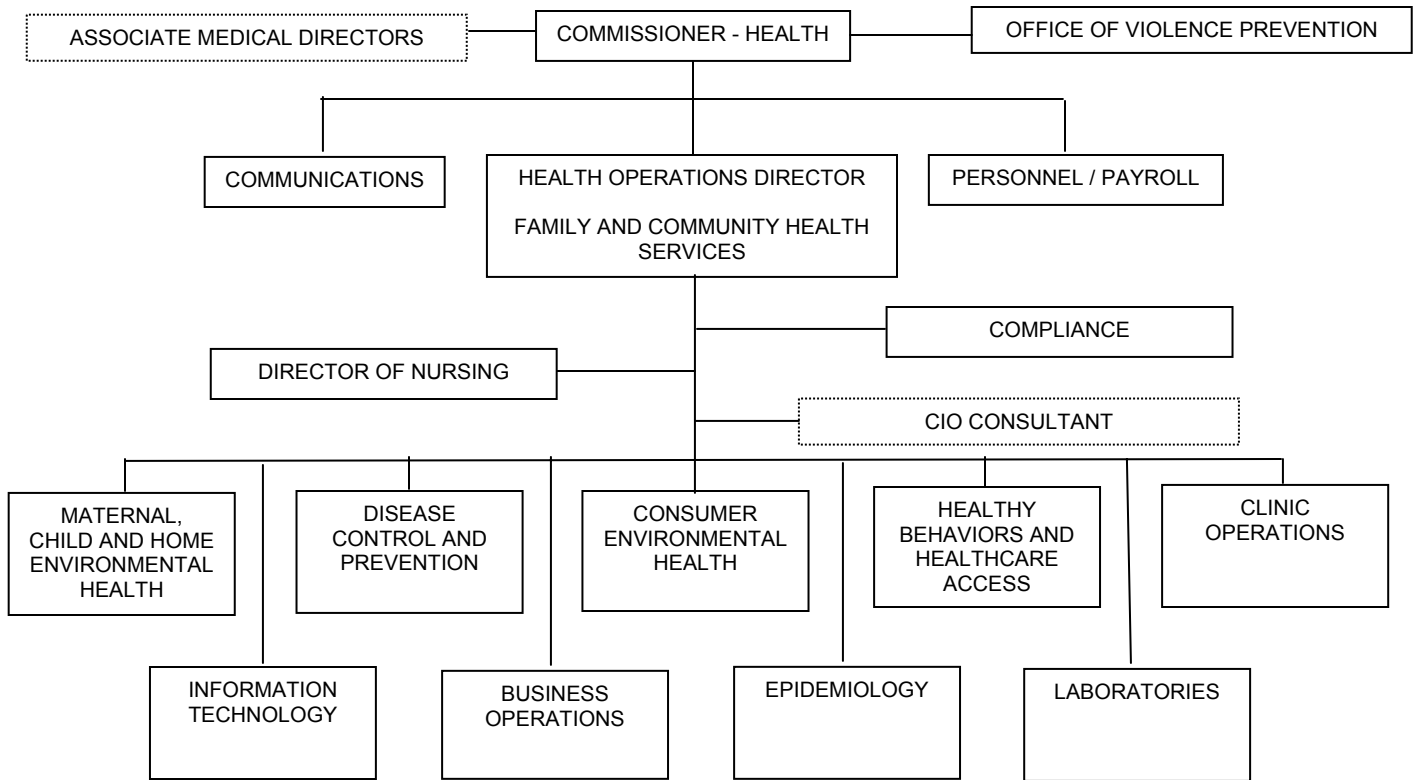 ASSOCIATE MEDICAL DIRECTORS
COMMISSIONER - HEALTH
OFFICE OF VIOLENCE PREVENTION
COMMUNICATIONS
HEALTH OPERATIONS DIRECTOR
FAMILY AND COMMUNITY HEALTH
SERVICES
PERSONNEL / PAYROLL
COMPLIANCE
DIRECTOR OF NURSING
CIO CONSULTANT
MATERNAL,
CHILD AND HOME
ENVIRONMENTAL
HEALTH
DISEASE
CONTROL AND
PREVENTION
CONSUMER
ENVIRONMENTAL
HEALTH
HEALTHY
BEHAVIORS AND
HEALTHCARE
ACCESS
CLINIC
OPERATIONS
INFORMATION
TECHNOLOGY
BUSINESS
OPERATIONS
EPIDEMIOLOGY
LABORATORIES